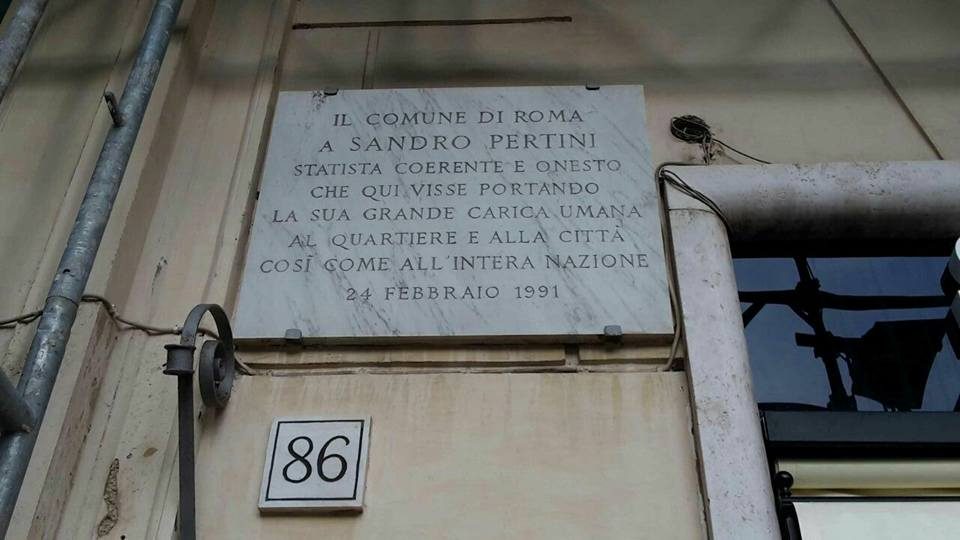 IL COMUNE DI ROMA
A SANDRO PERTINI
STATISTA COERENTE E ONESTO
CHE QUI VISSE PORTANDO
LA SUA GRANDE CARICA UMANA
AL QUARTIERE E ALLA CITTÀ
COSÌ COME ALL'INTERA NAZIONE
24 FEBBRAIO 1991
86